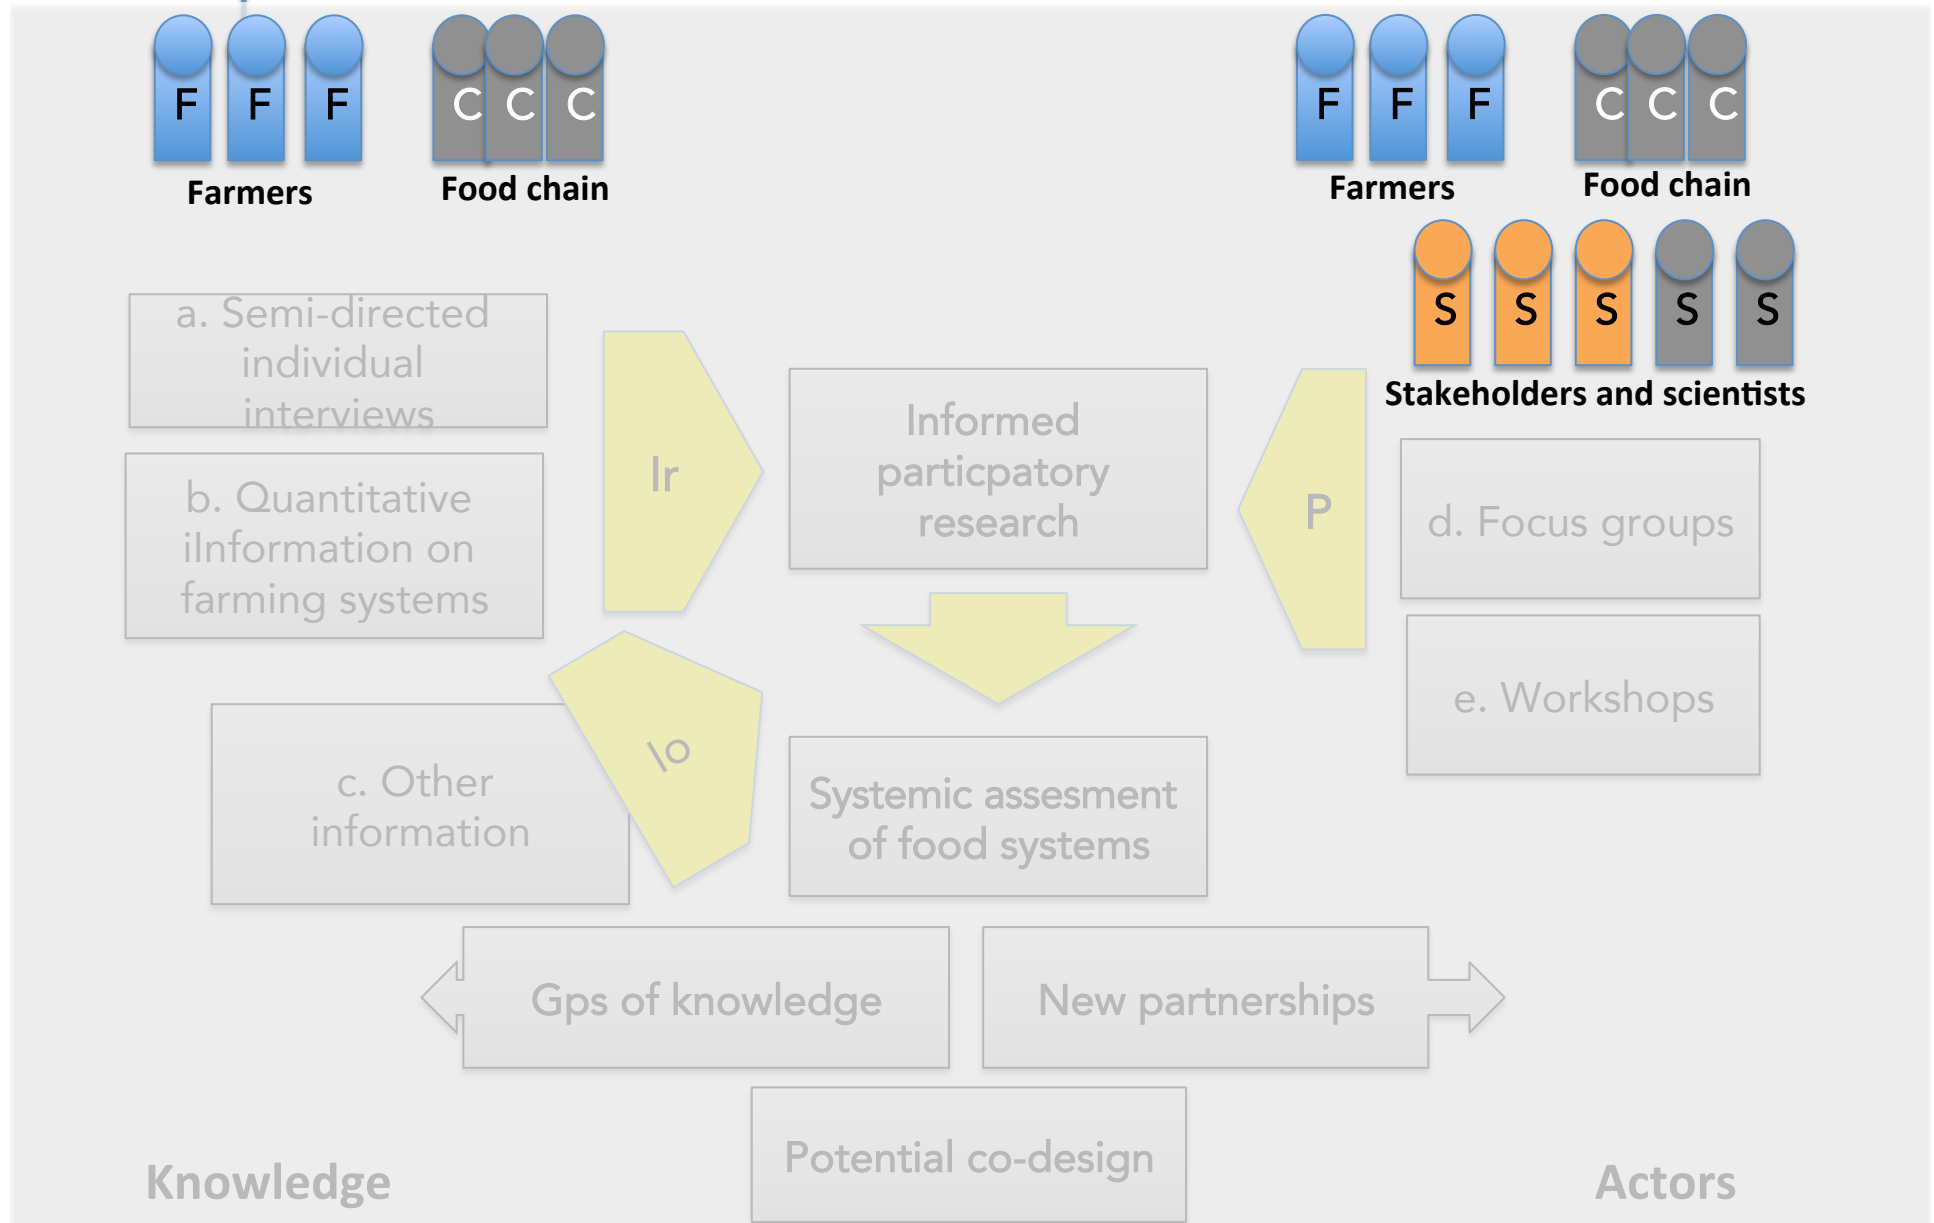 F F F
C C C
Farmers
Food chain
F F F
C C C
Farmers
Food chain
S S S S S
Stakeholders and scientists
a. Semi-directed
individual
interviews
b. Quantitative
iInformation on
farming systems
c. Other
information
Ir
Io
Informed
particpatory
research
P
d. Focus groups
e. Workshops
Systemic assesment
of food systems
Gps of knowledge
New partnerships
Potential co-design
Knowledge
Actors